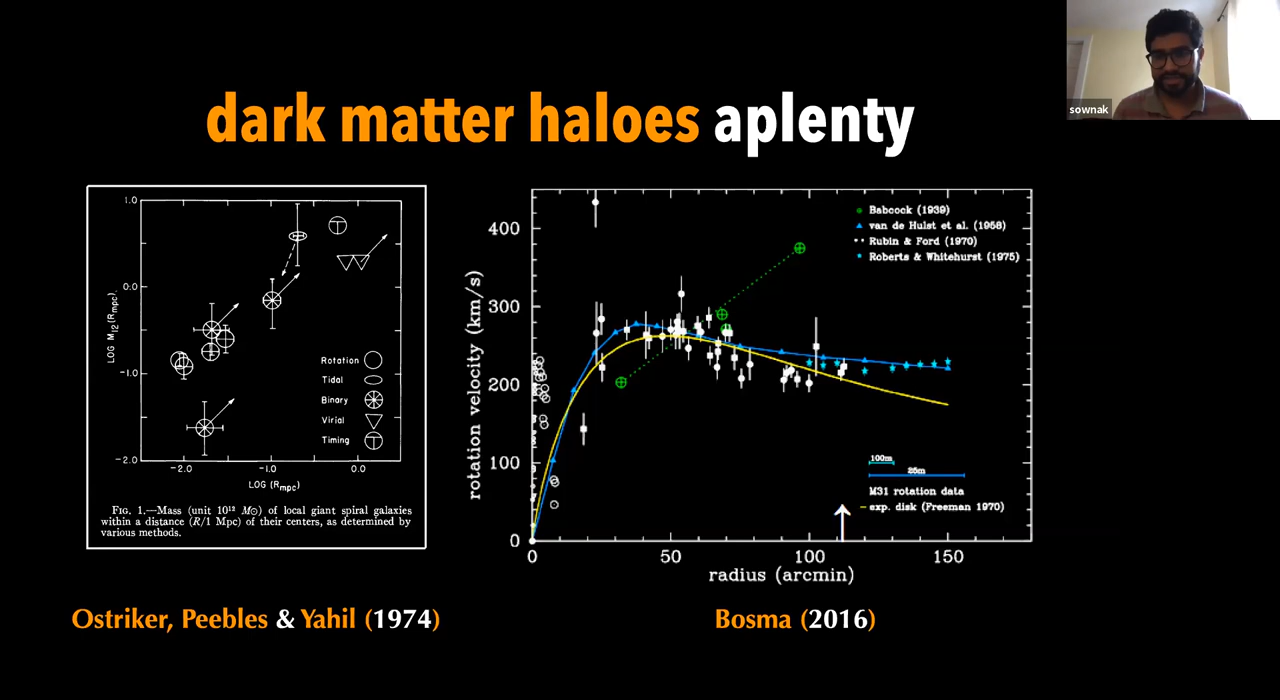 sownak
dark matter haloes aplenty
1.0
0.0
-1.0
-2.0
LOG M12 (Rmpc).
-2.0 -1.0 0.0
LOG (Rmpc)
Rotation
Tidal
Binary
Virial
Timing
FIG. 1.—Mass (unit 10¹² M⊙) of local giant spiral galaxies
within a distance (R/1 Mpc) of their centers, as determined by
various methods.
Ostriker, Peebles & Yahil (1974)
400
300
200
100
0
rotation velocity (km/s)
Babcock (1939)
van de Hulst et al. (1958)
Rubin & Ford (1970)
Roberts & Whitehurst (1975)
100m
25m
M31 rotation data
exp. disk (Freeman 1970)
0 50 100 150
radius (arcmin)
Bosma (2016)